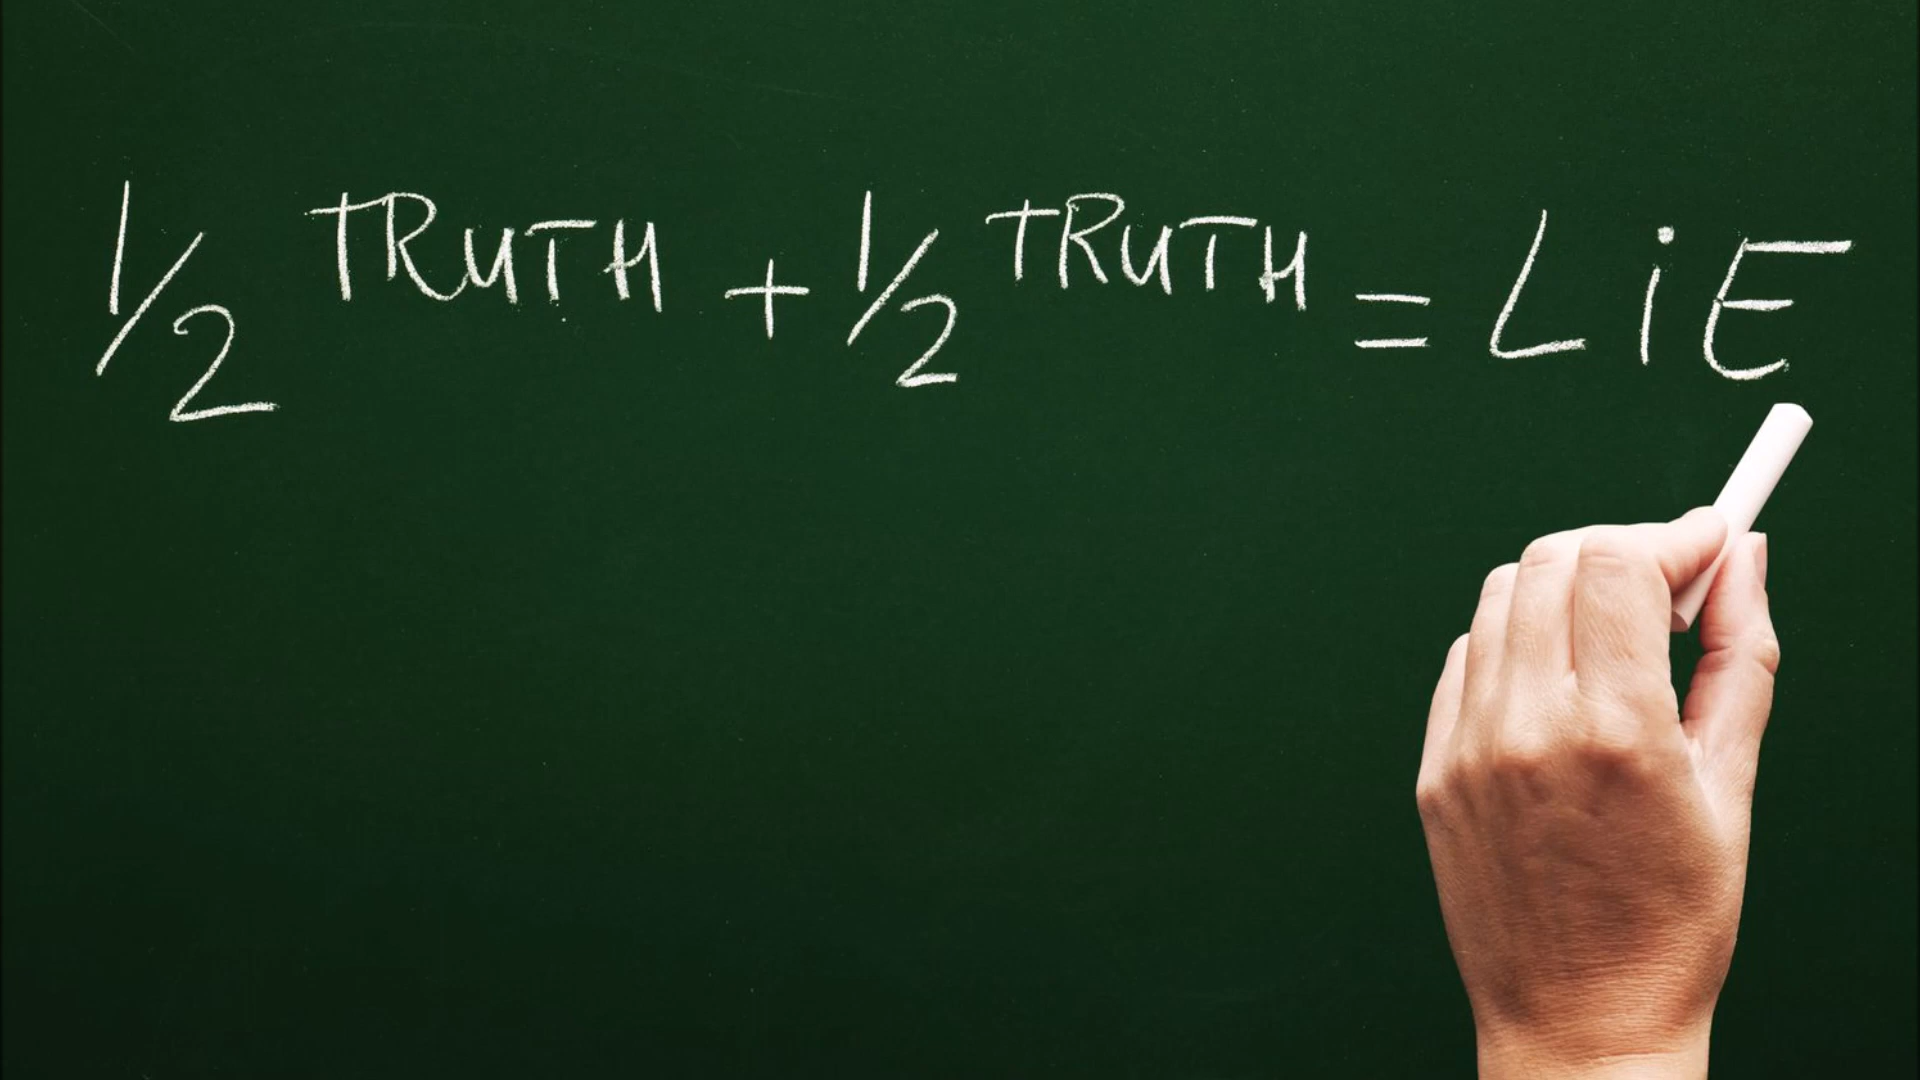 1/2 TRUTH + 1/2 TRUTH = LiE